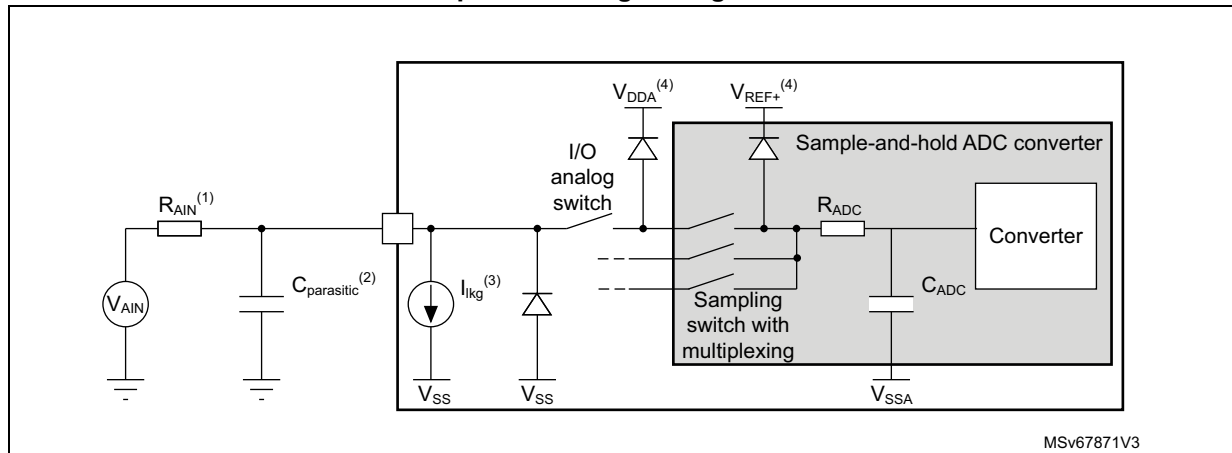 V_DDA(4)
V_REF+(4)
Sample-and-hold ADC converter
I/O
analog
switch
R_AIN(1)
R_ADC
Converter
V_AIN
C_parasitic(2)
I_lkg(3)
C_ADC
Sampling
switch with
multiplexing
V_SS
V_SS
V_SSA
MSv67871V3